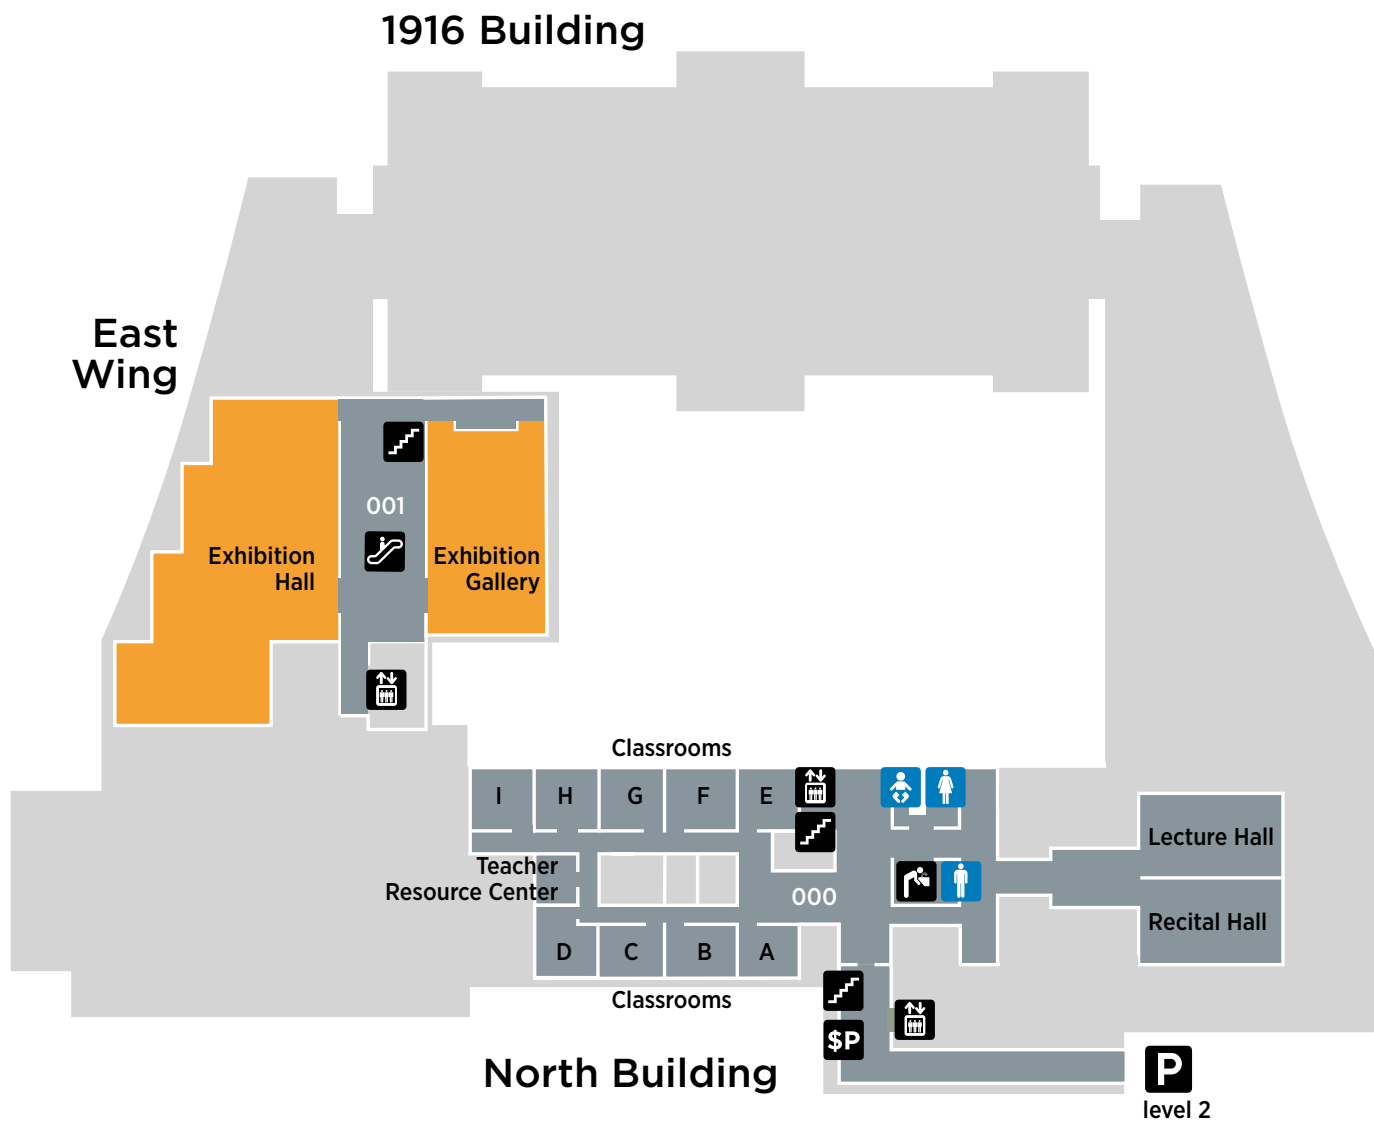 1916 Building
East
Wing
001
Exhibition
Hall
Exhibition
Gallery
Classrooms
I
H
G
F
E
Teacher
Resource Center
000
Lecture Hall
Recital Hall
D
C
B
A
Classrooms
$P
North Building
P
level 2